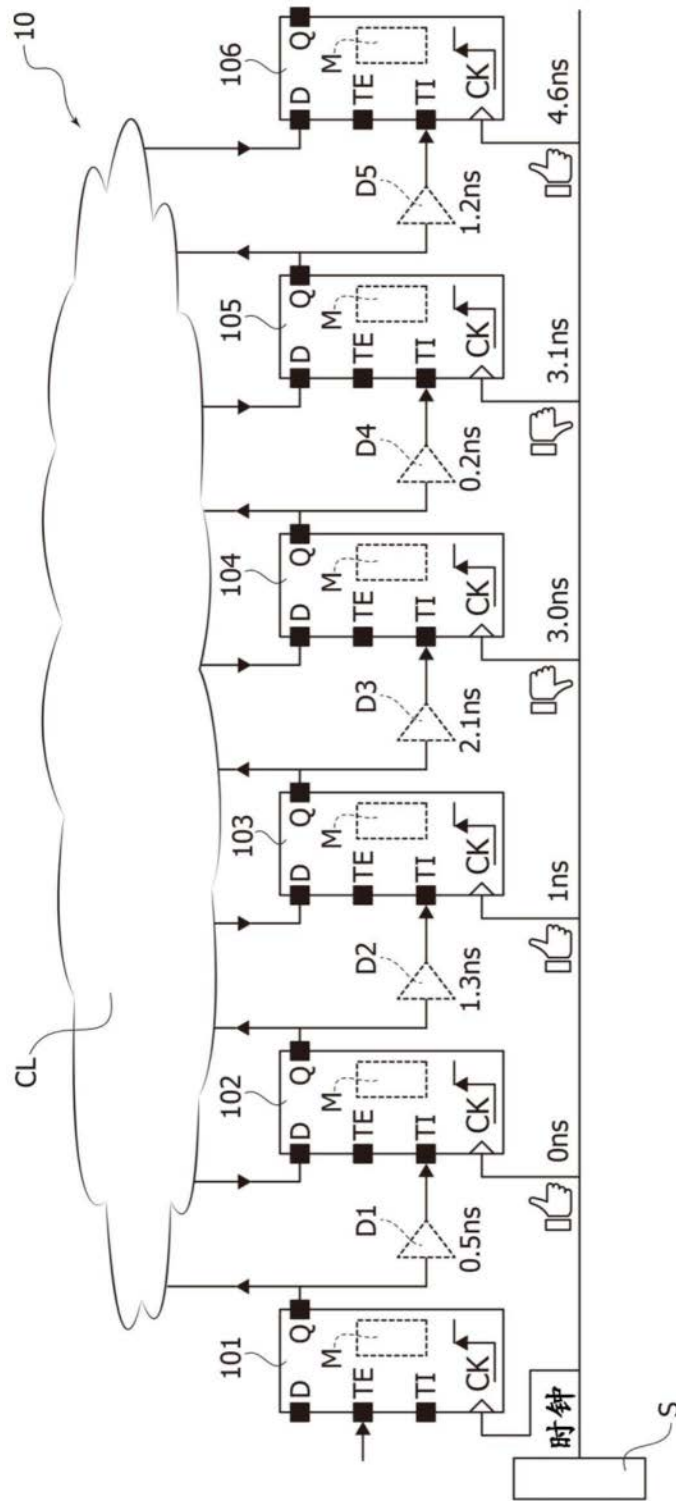 10
CL
101
D
Q
M
TE
TI
CK
D1
0.5ns
102
D
Q
M
TE
TI
CK
0ns
D2
1.3ns
103
D
Q
M
TE
TI
CK
1ns
D3
2.1ns
104
D
Q
M
TE
TI
CK
3.0ns
D4
0.2ns
105
D
Q
M
TE
TI
CK
3.1ns
D5
1.2ns
106
D
Q
M
TE
TI
CK
4.6ns
时钟
S